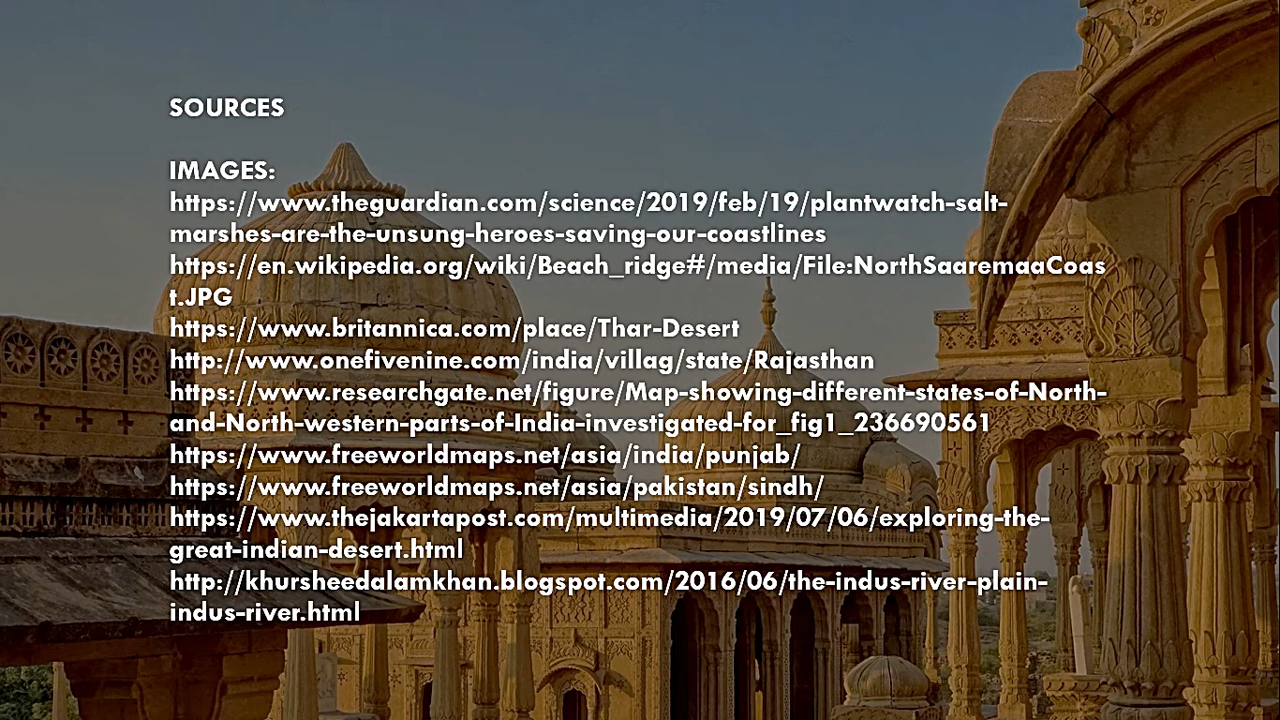 SOURCES
IMAGES:
https://www.theguardian.com/science/2019/feb/19/plantwatch-salt-
marshes-are-the-unsung-heroes-saving-our-coastlines
https://en.wikipedia.org/wiki/Beach_ridge#/media/File:NorthSaaremaaCoas
t.JPG
https://www.britannica.com/place/Thar-Desert
http://www.onefivenine.com/india/villag/state/Rajasthan
https://www.researchgate.net/figure/Map-showing-different-states-of-North-
and-North-western-parts-of-India-investigated-for_fig1_236690561
https://www.freeworldmaps.net/asia/india/punjab/
https://www.freeworldmaps.net/asia/pakistan/sindh/
https://www.thejakartapost.com/multimedia/2019/07/06/exploring-the-
great-indian-desert.html
http://khursheedalamkhan.blogspot.com/2016/06/the-indus-river-plain-
indus-river.html